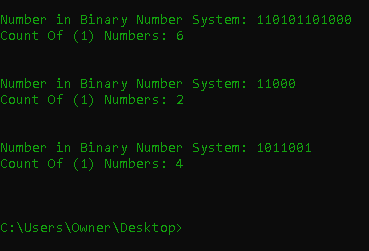 Number in Binary Number System: 110101101000
Count Of (1) Numbers: 6
Number in Binary Number System: 11000
Count Of (1) Numbers: 2
Number in Binary Number System: 1011001
Count Of (1) Numbers: 4
C:\Users\Owner\Desktop>